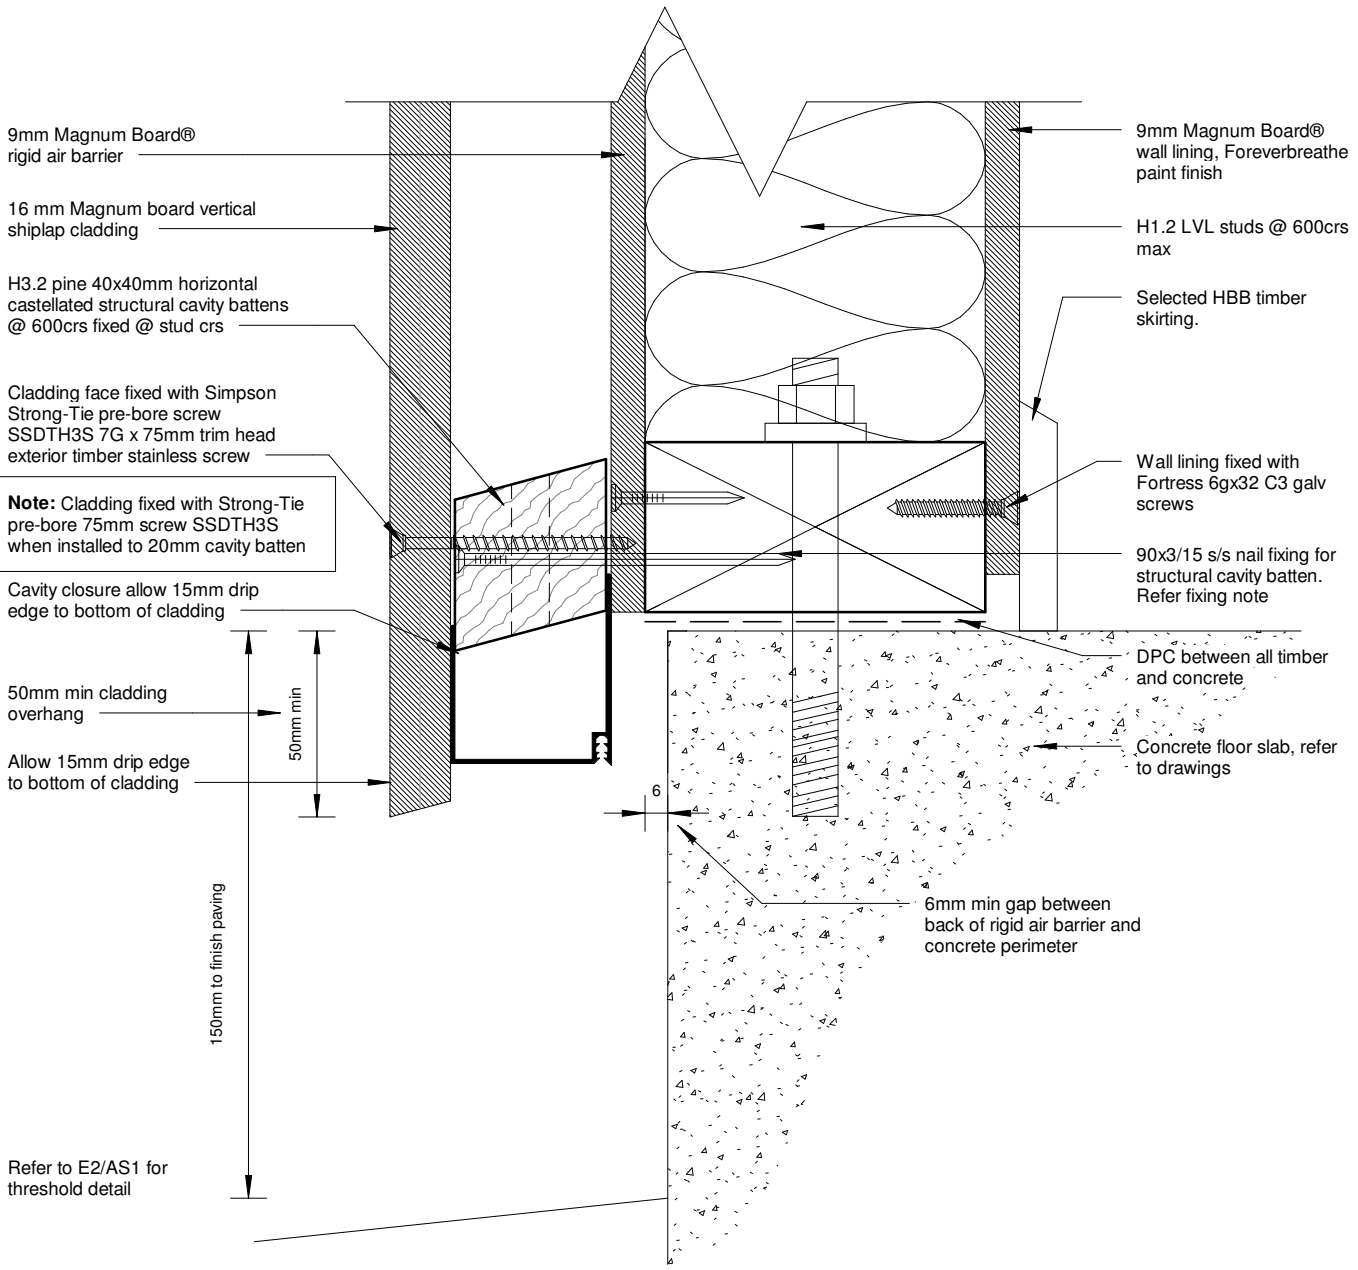 9mm Magnum Board®
rigid air barrier
16 mm Magnum board vertical
shiplap cladding
H3.2 pine 40x40mm horizontal
castellated structural cavity battens
@ 600crs fixed @ stud crs
Cladding face fixed with Simpson
Strong-Tie pre-bore screw
SSDTH3S 7G x 75mm trim head
exterior timber stainless screw
Note: Cladding fixed with Strong-Tie
pre-bore 75mm screw SSDTH3S
when installed to 20mm cavity batten
Cavity closure allow 15mm drip
edge to bottom of cladding
50mm min cladding
overhang
Allow 15mm drip edge
to bottom of cladding
50mm min
150mm to finish paving
Refer to E2/AS1 for
threshold detail
9mm Magnum Board®
wall lining, Foreverbreathe
paint finish
H1.2 LVL studs @ 600crs
max
Selected HBB timber
skirting.
Wall lining fixed with
Fortress 6gx32 C3 galv
screws
90x3/15 s/s nail fixing for
structural cavity batten.
Refer fixing note
DPC between all timber
and concrete
Concrete floor slab, refer
to drawings
6
6mm min gap between
back of rigid air barrier and
concrete perimeter